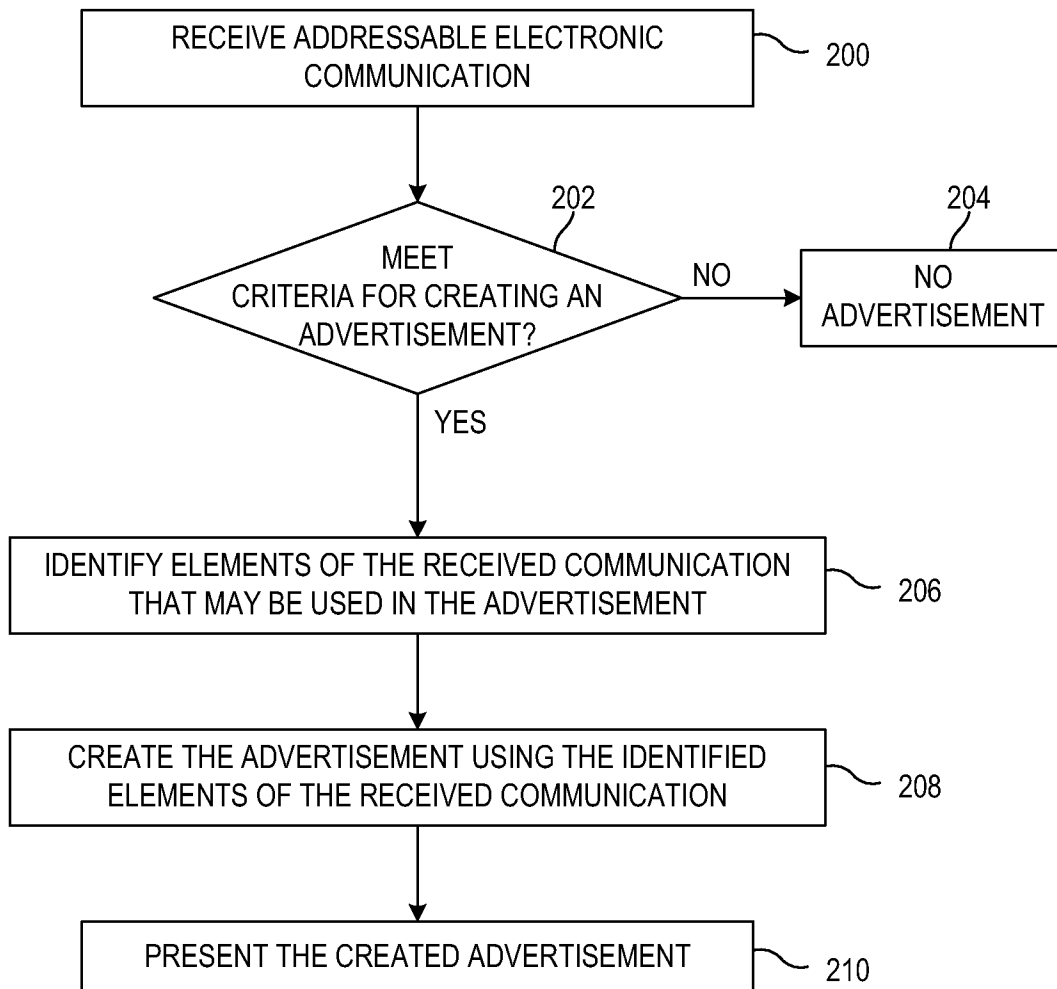 RECEIVE ADDRESSABLE ELECTRONIC
COMMUNICATION
200
202
MEET
CRITERIA FOR CREATING AN
ADVERTISEMENT?
NO
204
NO
ADVERTISEMENT
YES
IDENTIFY ELEMENTS OF THE RECEIVED COMMUNICATION
THAT MAY BE USED IN THE ADVERTISEMENT
206
CREATE THE ADVERTISEMENT USING THE IDENTIFIED
ELEMENTS OF THE RECEIVED COMMUNICATION
208
PRESENT THE CREATED ADVERTISEMENT
210